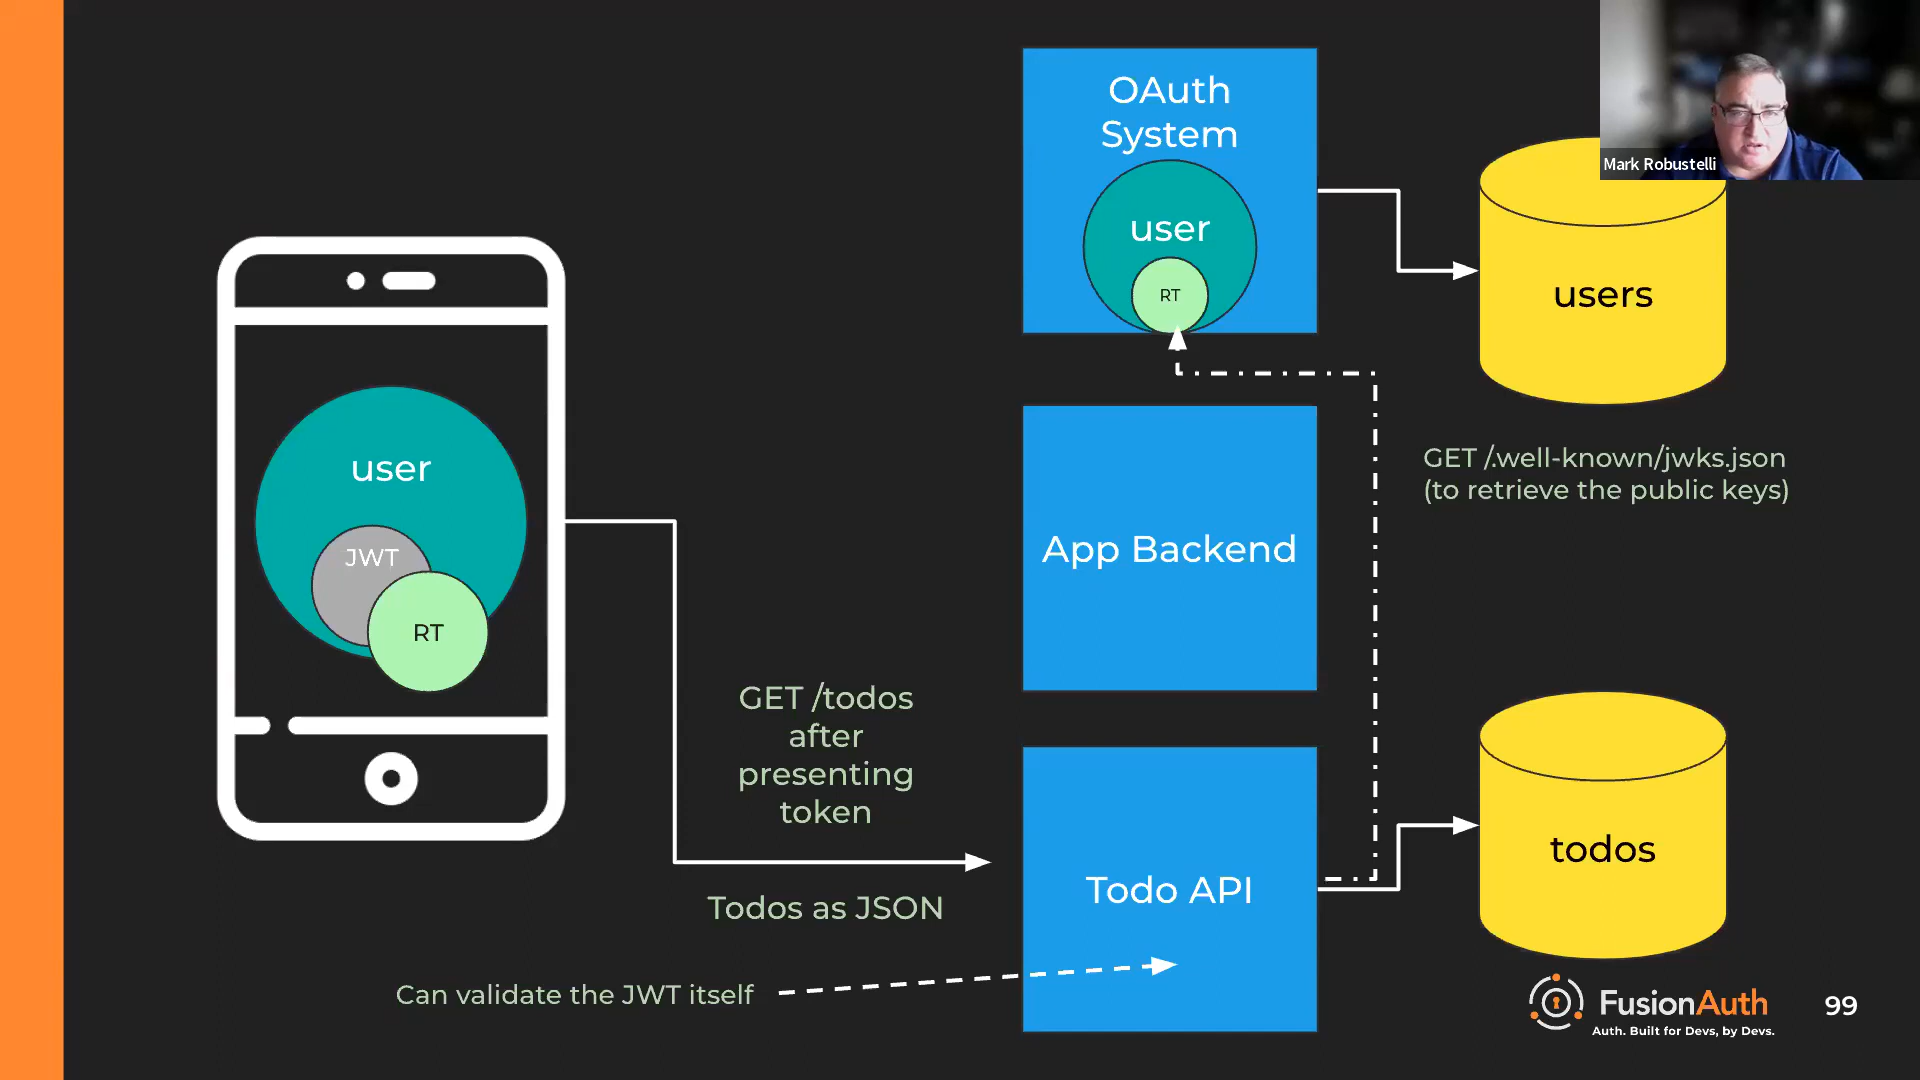 OAuth
System
user
RT
Mark Robustelli
users
GET /.well-known/jwks.json
(to retrieve the public keys)
user
JWT
RT
App Backend
GET /todos
after
presenting
token
Todos as JSON
Todo API
todos
Can validate the JWT itself
FusionAuth
Auth. Built for Devs, by Devs.
99